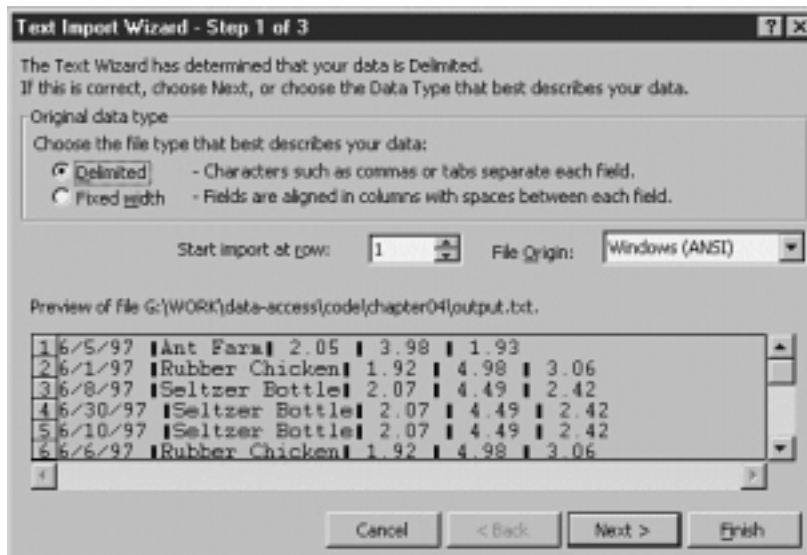 Text Import Wizard - Step 1 of 3
The Text Wizard has determined that your data is Delimited.
If this is correct, choose Next, or choose the Data Type that best describes your data.
Original data type
Choose the file type that best describes your data:
Delimited - Characters such as commas or tabs separate each field.
Fixed width - Fields are aligned in columns with spaces between each field.
Start import at row: 1 File Origin: Windows (ANSI)
Preview of file G:\WORK\data-access\code\chapter04\output.txt.
1 6/5/97 ▮Ant Farm▮ 2.05 ▮ 3.98 ▮ 1.93
2 6/1/97 ▮Rubber Chicken▮ 1.92 ▮ 4.98 ▮ 3.06
3 6/8/97 ▮Seltzer Bottle▮ 2.07 ▮ 4.49 ▮ 2.42
4 6/30/97 ▮Seltzer Bottle▮ 2.07 ▮ 4.49 ▮ 2.42
5 6/10/97 ▮Seltzer Bottle▮ 2.07 ▮ 4.49 ▮ 2.42
6 6/6/97 ▮Rubber Chicken▮ 1.92 ▮ 4.98 ▮ 3.06
Cancel < Back Next > Finish